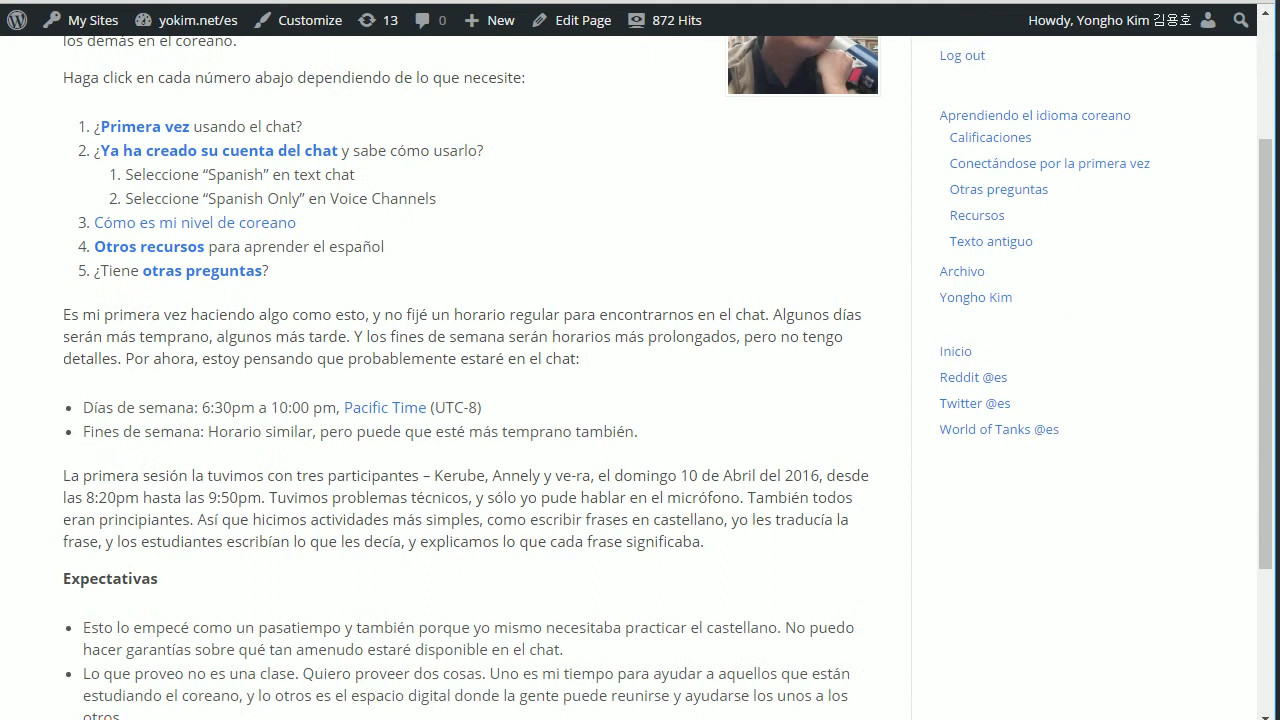 My Sites yokim.net/es Customize 13 0 New Edit Page 872 Hits Howdy, Yongho Kim 김용호
los demás en el coreano.
Haga click en cada número abajo dependiendo de lo que necesite:
1. ¿Primera vez usando el chat?
2. ¿Ya ha creado su cuenta del chat y sabe cómo usarlo?
1. Seleccione “Spanish” en text chat
2. Seleccione “Spanish Only” en Voice Channels
3. Cómo es mi nivel de coreano
4. Otros recursos para aprender el español
5. ¿Tiene otras preguntas?
Es mi primera vez haciendo algo como esto, y no fijé un horario regular para encontrarnos en el chat. Algunos días
serán más temprano, algunos más tarde. Y los fines de semana serán horarios más prolongados, pero no tengo
detalles. Por ahora, estoy pensando que probablemente estaré en el chat:
• Días de semana: 6:30pm a 10:00 pm, Pacific Time (UTC-8)
• Fines de semana: Horario similar, pero puede que esté más temprano también.
La primera sesión la tuvimos con tres participantes – Kerube, Annely y ve-ra, el domingo 10 de Abril del 2016, desde
las 8:20pm hasta las 9:50pm. Tuvimos problemas técnicos, y sólo yo pude hablar en el micrófono. También todos
eran principiantes. Así que hicimos actividades más simples, como escribir frases en castellano, yo les traducía la
frase, y los estudiantes escribían lo que les decía, y explicamos lo que cada frase significaba.
Expectativas
• Esto lo empecé como un pasatiempo y también porque yo mismo necesitaba practicar el castellano. No puedo
hacer garantías sobre qué tan amenudo estaré disponible en el chat.
• Lo que proveo no es una clase. Quiero proveer dos cosas. Uno es mi tiempo para ayudar a aquellos que están
estudiando el coreano, y lo otros es el espacio digital donde la gente puede reunirse y ayudarse los unos a los
otros.
Log out
Aprendiendo el idioma coreano
Calificaciones
Conectándose por la primera vez
Otras preguntas
Recursos
Texto antiguo
Archivo
Yongho Kim
Inicio
Reddit @es
Twitter @es
World of Tanks @es